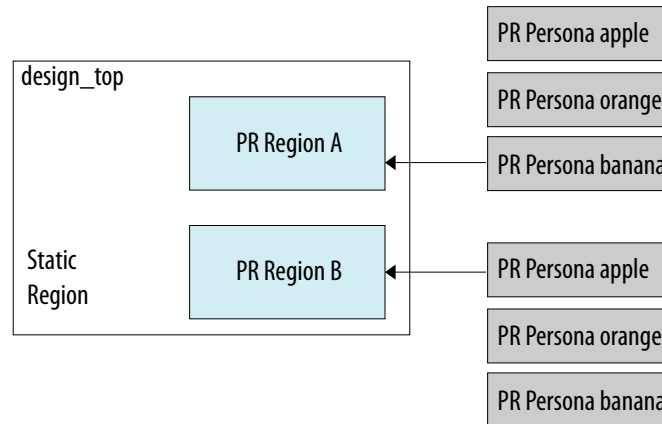 design_top
PR Region A
PR Region B
Static
Region
PR Persona apple
PR Persona orange
PR Persona banana
PR Persona apple
PR Persona orange
PR Persona banana